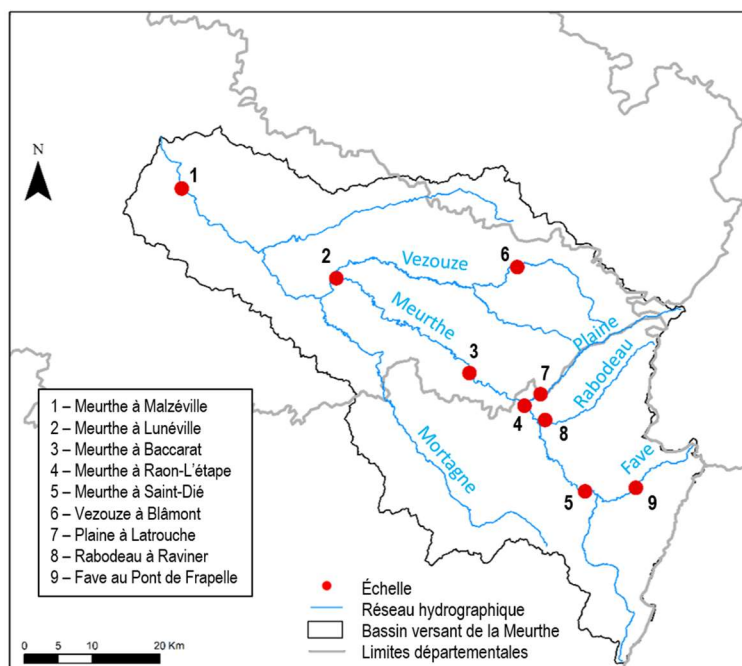 N
1
2
Vezouze
6
Meurthe
Plaine
3
Rabodeau
7
4
8
Mortagne
Fave
5
9
1 – Meurthe à Malzéville
2 – Meurthe à Lunéville
3 – Meurthe à Baccarat
4 – Meurthe à Raon-L'étape
5 – Meurthe à Saint-Dié
6 – Vezouze à Blâmont
7 – Plaine à Latrouche
8 – Rabodeau à Raviner
9 – Fave au Pont de Frapelle
Échelle
Réseau hydrographique
Bassin versant de la Meurthe
Limites départementales
0 5 10 20 Km